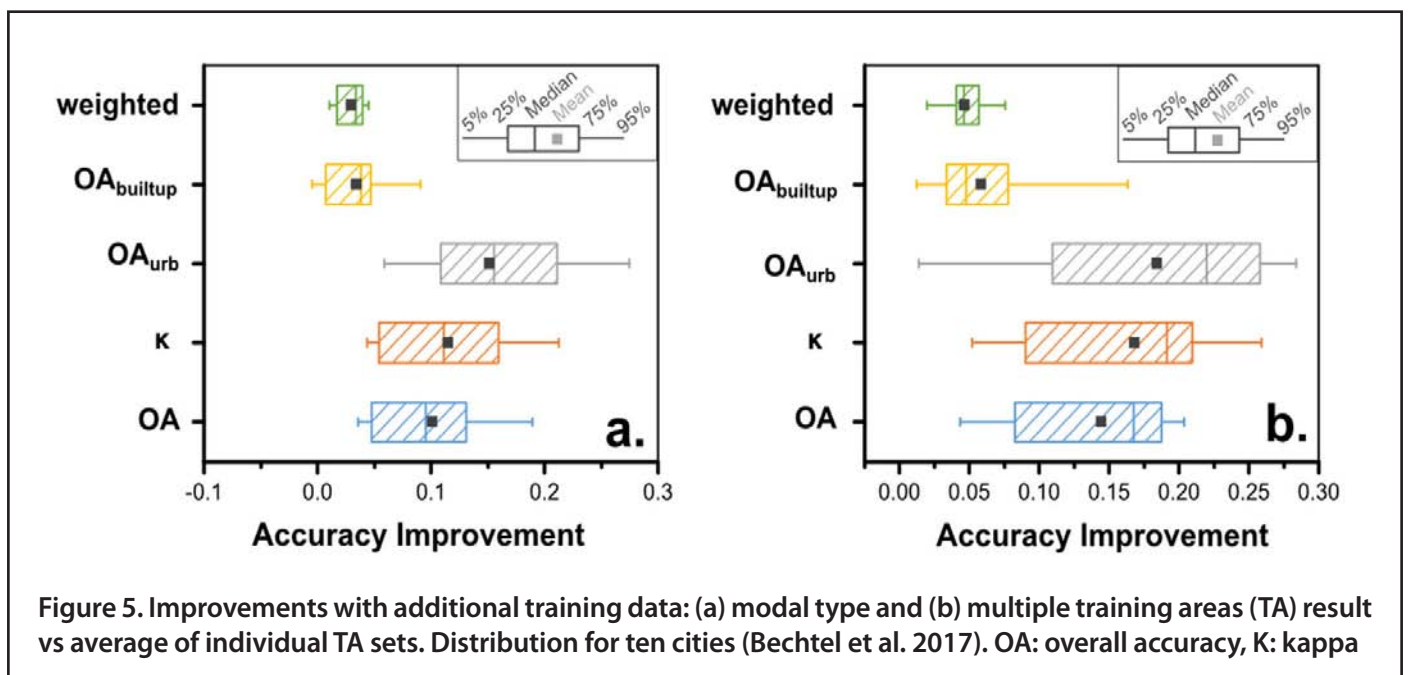 weighted
OAbuiltup
OAurb
κ
OA
5% 25% Median Mean 75% 95%
a.
-0.1 0.0 0.1 0.2 0.3
Accuracy Improvement
weighted
OAbuiltup
OAurb
κ
OA
5% 25% Median Mean 75% 95%
b.
0.00 0.05 0.10 0.15 0.20 0.25 0.30
Accuracy Improvement
Figure 5. Improvements with additional training data: (a) modal type and (b) multiple training areas (TA) result
vs average of individual TA sets. Distribution for ten cities (Bechtel et al. 2017). OA: overall accuracy, K: kappa